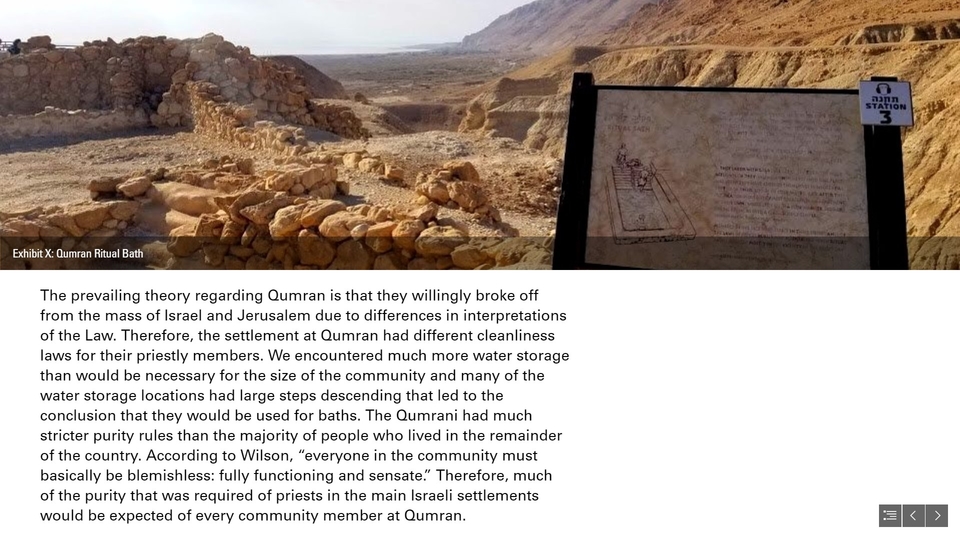 תחנה
STATION
3
Exhibit X: Qumran Ritual Bath
The prevailing theory regarding Qumran is that they willingly broke off
from the mass of Israel and Jerusalem due to differences in interpretations
of the Law. Therefore, the settlement at Qumran had different cleanliness
laws for their priestly members. We encountered much more water storage
than would be necessary for the size of the community and many of the
water storage locations had large steps descending that led to the
conclusion that they would be used for baths. The Qumrani had much
stricter purity rules than the majority of people who lived in the remainder
of the country. According to Wilson, “everyone in the community must
basically be blemishless: fully functioning and sensate.” Therefore, much
of the purity that was required of priests in the main Israeli settlements
would be expected of every community member at Qumran.